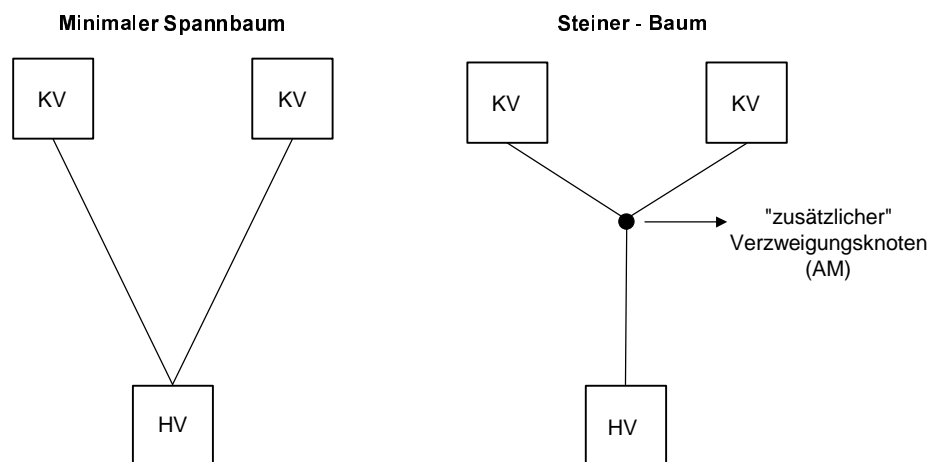 Minimaler Spannbaum
KV
KV
HV
Steiner - Baum
KV
KV
"zusätzlicher"
Verzweigungsknoten
(AM)
HV